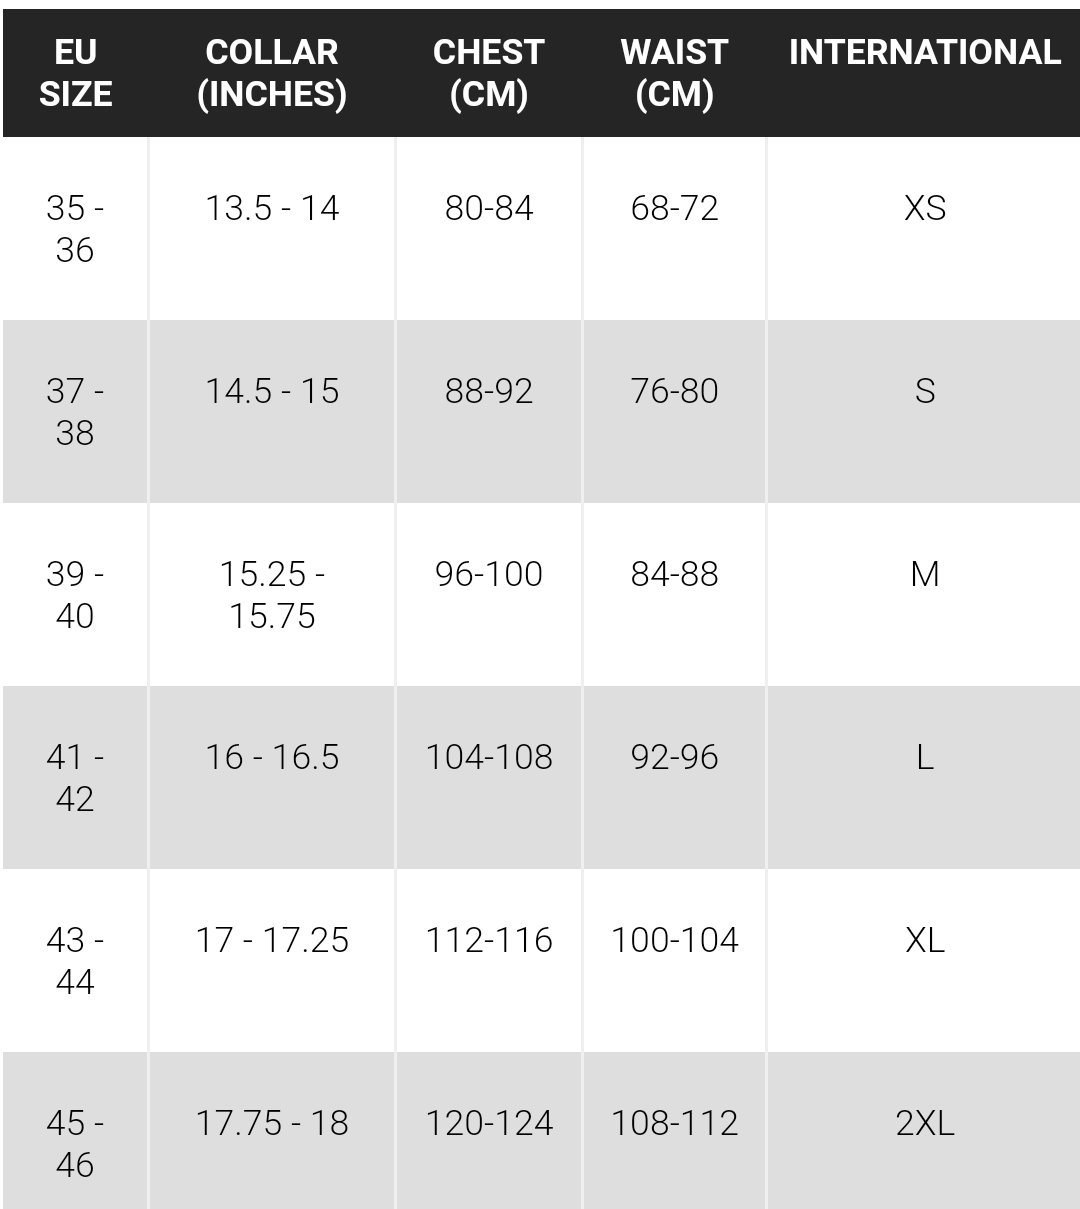 EU SIZE COLLAR (INCHES) CHEST (CM) WAIST (CM) INTERNATIONAL
35 - 36 13.5 - 14 80-84 68-72 XS
37 - 38 14.5 - 15 88-92 76-80 S
39 - 40 15.25 - 15.75 96-100 84-88 M
41 - 42 16 - 16.5 104-108 92-96 L
43 - 44 17 - 17.25 112-116 100-104 XL
45 - 46 17.75 - 18 120-124 108-112 2XL